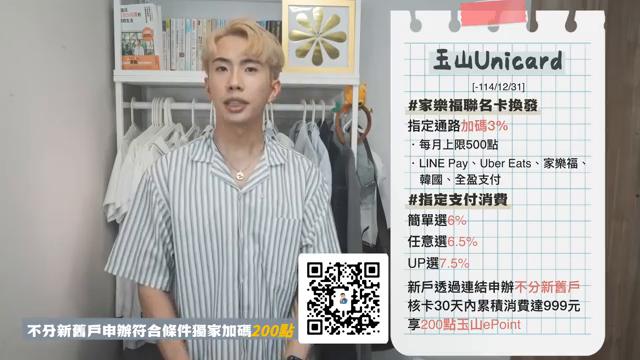 玉山Unicard
[-114/12/31]
#家樂福聯名卡換發
指定通路加碼3%
·每月上限500點
·LINE Pay、Uber Eats、家樂福、
韓國、全盈支付
#指定支付消費
簡單選6%
任意選6.5%
UP選7.5%
新戶透過連結申辦不分新舊戶
核卡30天內累積消費達999元
享200點玉山ePoint
不分新舊戶申辦符合條件獨家加碼200點